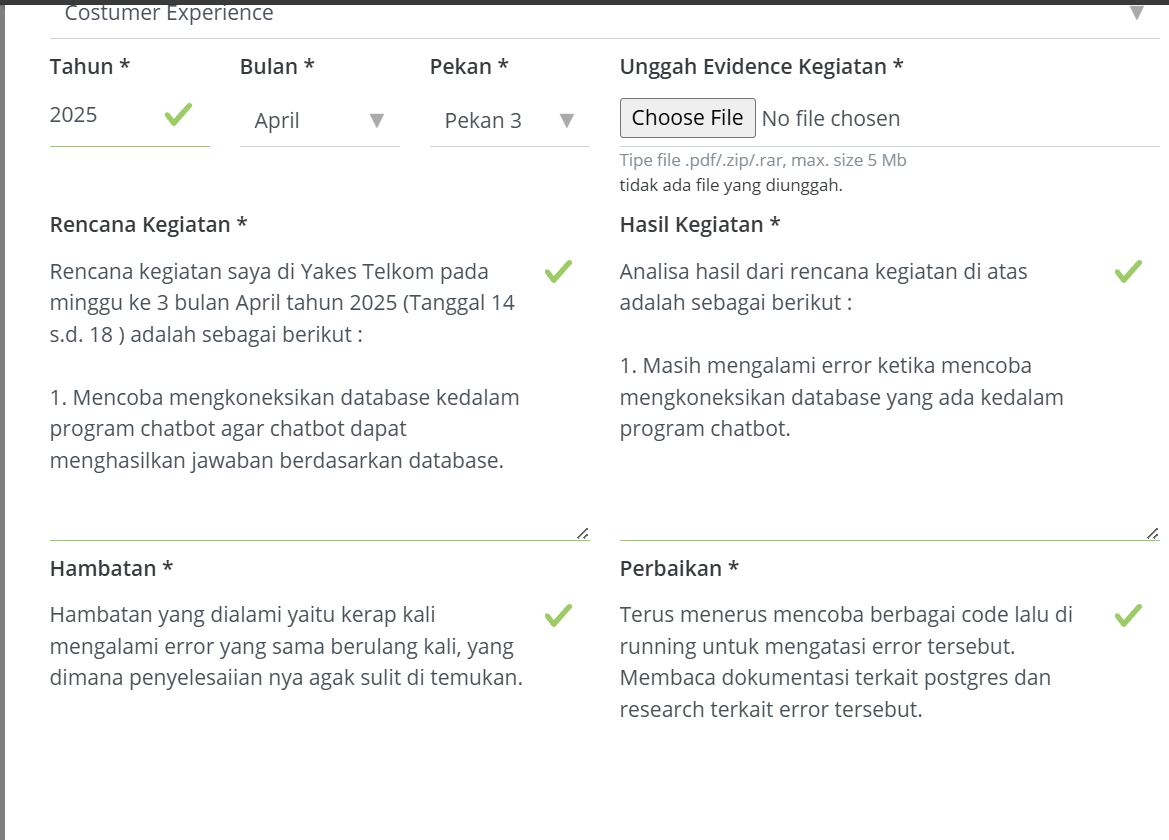 Costumer Experience
Tahun *
Bulan *
Pekan *
Unggah Evidence Kegiatan *
2025
April
Pekan 3
Choose File No file chosen
Tipe file .pdf/.zip/.rar, max. size 5 Mb
tidak ada file yang diunggah.
Rencana Kegiatan *
Rencana kegiatan saya di Yakes Telkom pada
minggu ke 3 bulan April tahun 2025 (Tanggal 14
s.d. 18 ) adalah sebagai berikut :
1. Mencoba mengkoneksikan database kedalam
program chatbot agar chatbot dapat
menghasilkan jawaban berdasarkan database.
Hasil Kegiatan *
Analisa hasil dari rencana kegiatan di atas
adalah sebagai berikut :
1. Masih mengalami error ketika mencoba
mengkoneksikan database yang ada kedalam
program chatbot.
Hambatan *
Hambatan yang dialami yaitu kerap kali
mengalami error yang sama berulang kali, yang
dimana penyelesaiian nya agak sulit di temukan.
Perbaikan *
Terus menerus mencoba berbagai code lalu di
running untuk mengatasi error tersebut.
Membaca dokumentasi terkait postgres dan
research terkait error tersebut.